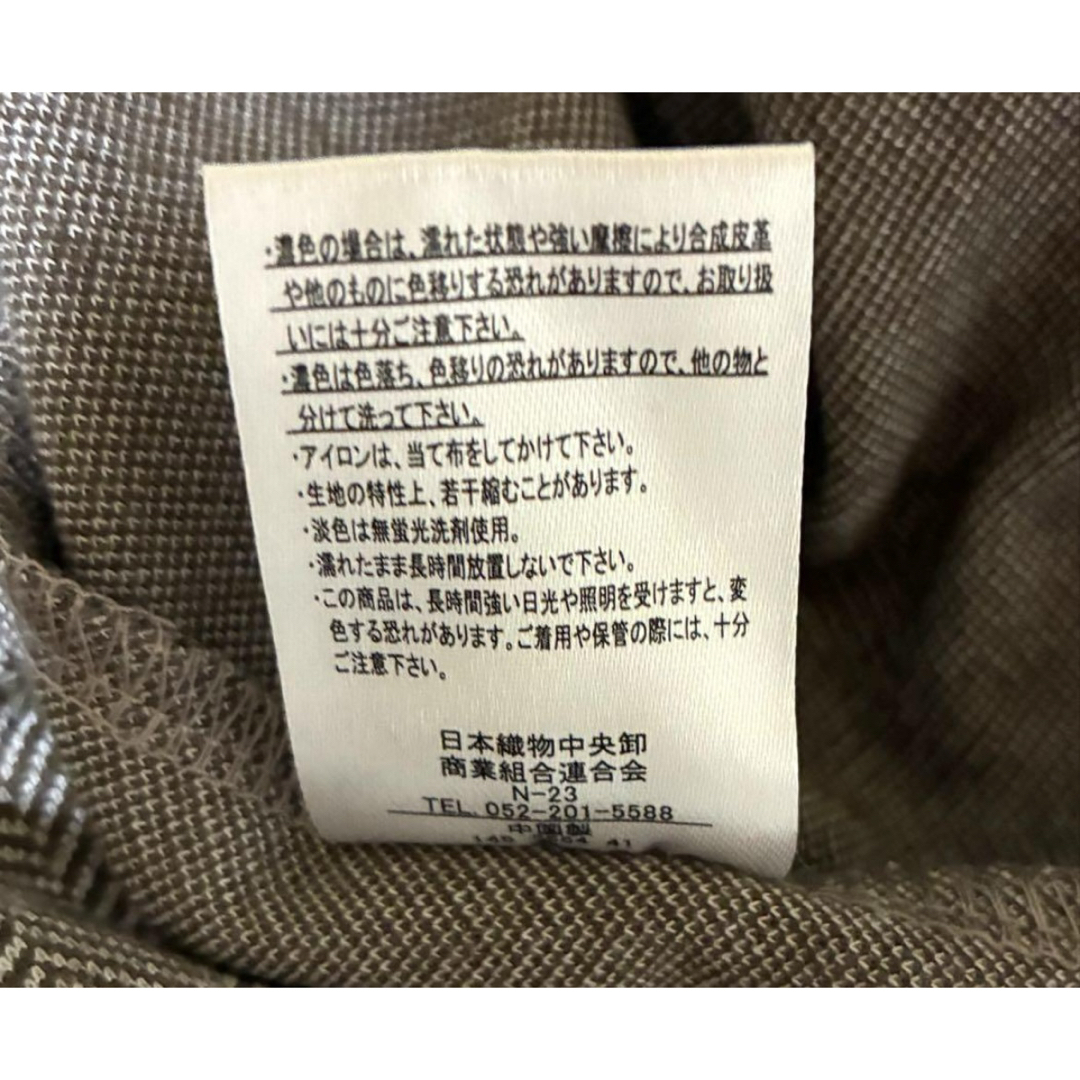 ・濃色の場合は、濡れた状態や強い摩擦により合成皮革
や他のものに色移りする恐れがありますので、お取り扱
いには十分ご注意下さい。
・濃色は色落ち、色移りの恐れがありますので、他の物と
分けて洗って下さい。
・アイロンは、当て布をしてかけて下さい。
・生地の特性上、若干縮むことがあります。
・淡色は無蛍光洗剤使用。
・濡れたまま長時間放置しないで下さい。
・この商品は、長時間強い日光や照明を受けますと、変
色する恐れがあります。ご着用や保管の際には、十分
ご注意下さい。
日本織物中央卸
商業組合連合会
N-23
TEL. 052-201-5588
中国製